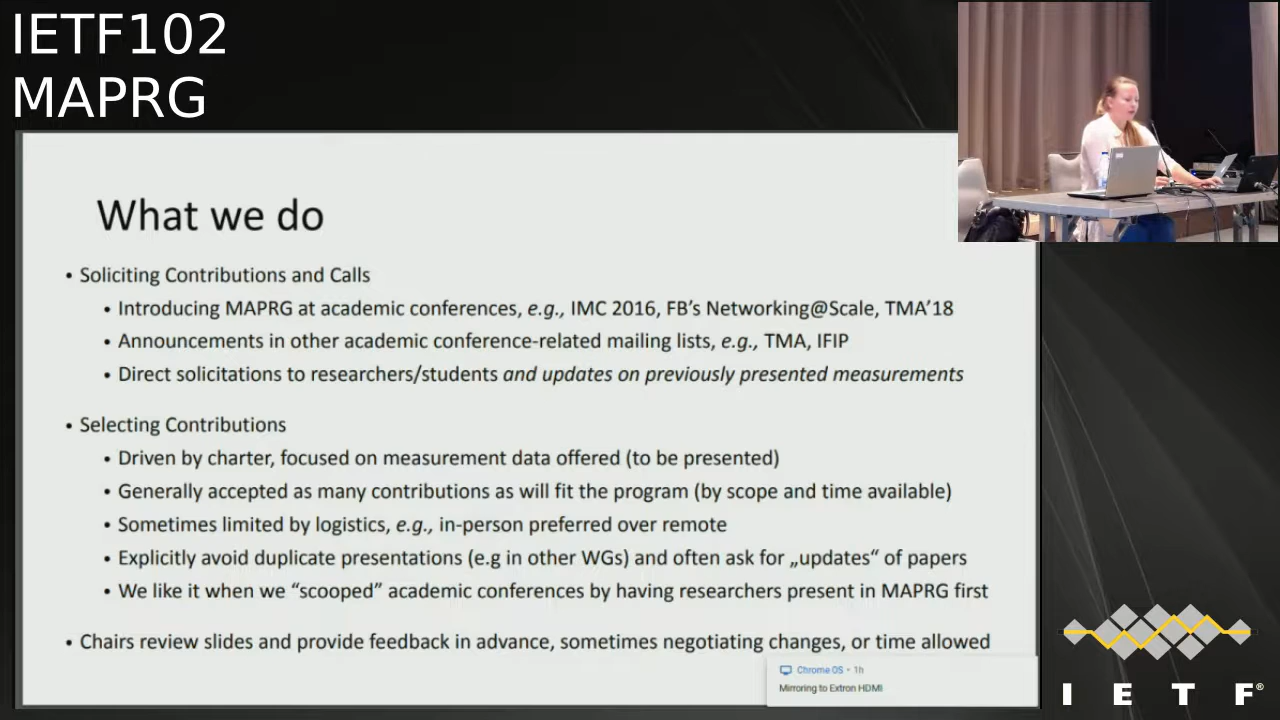 IETF102
MAPRG
What we do
• Soliciting Contributions and Calls
• Introducing MAPRG at academic conferences, e.g., IMC 2016, FB's Networking@Scale, TMA'18
• Announcements in other academic conference-related mailing lists, e.g., TMA, IFIP
• Direct solicitations to researchers/students and updates on previously presented measurements
• Selecting Contributions
• Driven by charter, focused on measurement data offered (to be presented)
• Generally accepted as many contributions as will fit the program (by scope and time available)
• Sometimes limited by logistics, e.g., in-person preferred over remote
• Explicitly avoid duplicate presentations (e.g in other WGs) and often ask for „updates“ of papers
• We like it when we “scooped” academic conferences by having researchers present in MAPRG first
• Chairs review slides and provide feedback in advance, sometimes negotiating changes, or time allowed
Chrome OS • 1h
Mirroring to Extron HDMI
I E T F®